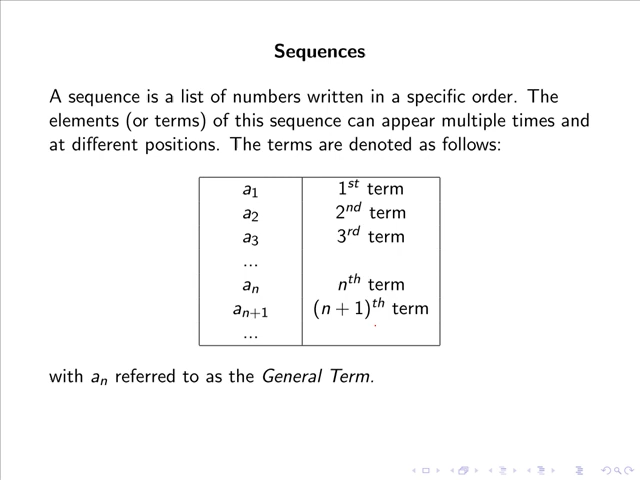 Sequences
A sequence is a list of numbers written in a specific order. The
elements (or terms) of this sequence can appear multiple times and
at different positions. The terms are denoted as follows:
a₁ 1ˢᵗ term
a₂ 2ⁿᵈ term
a₃ 3ʳᵈ term
...
aₙ nᵗʰ term
aₙ₊₁ (n + 1)ᵗʰ term
...
with aₙ referred to as the General Term.